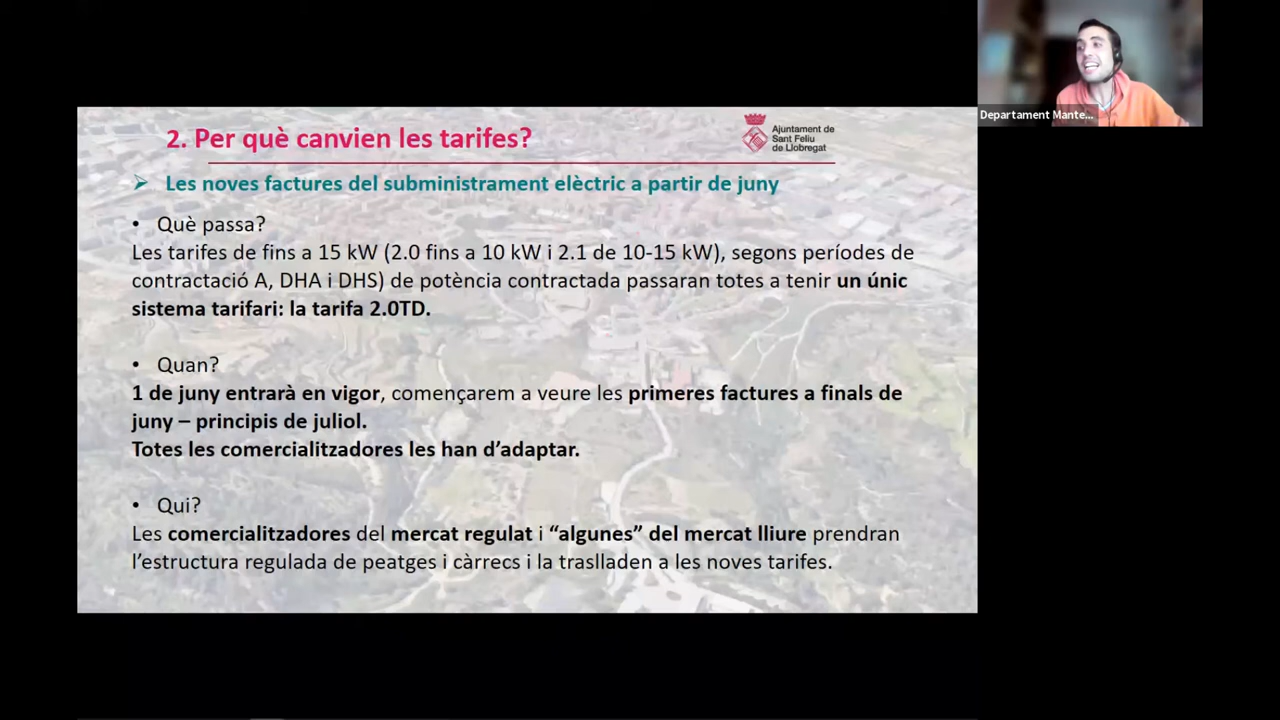 2. Per què canvien les tarifes?
Ajuntament de
Sant Feliu
de Llobregat
➢ Les noves factures del subministrament elèctric a partir de juny
• Què passa?
Les tarifes de fins a 15 kW (2.0 fins a 10 kW i 2.1 de 10-15 kW), segons períodes de
contractació A, DHA i DHS) de potència contractada passaran totes a tenir un únic
sistema tarifari: la tarifa 2.0TD.
• Quan?
1 de juny entrarà en vigor, començarem a veure les primeres factures a finals de
juny – principis de juliol.
Totes les comercialitzadores les han d’adaptar.
• Qui?
Les comercialitzadores del mercat regulat i “algunes” del mercat lliure prendran
l’estructura regulada de peatges i càrrecs i la traslladen a les noves tarifes.
Departament Mante...